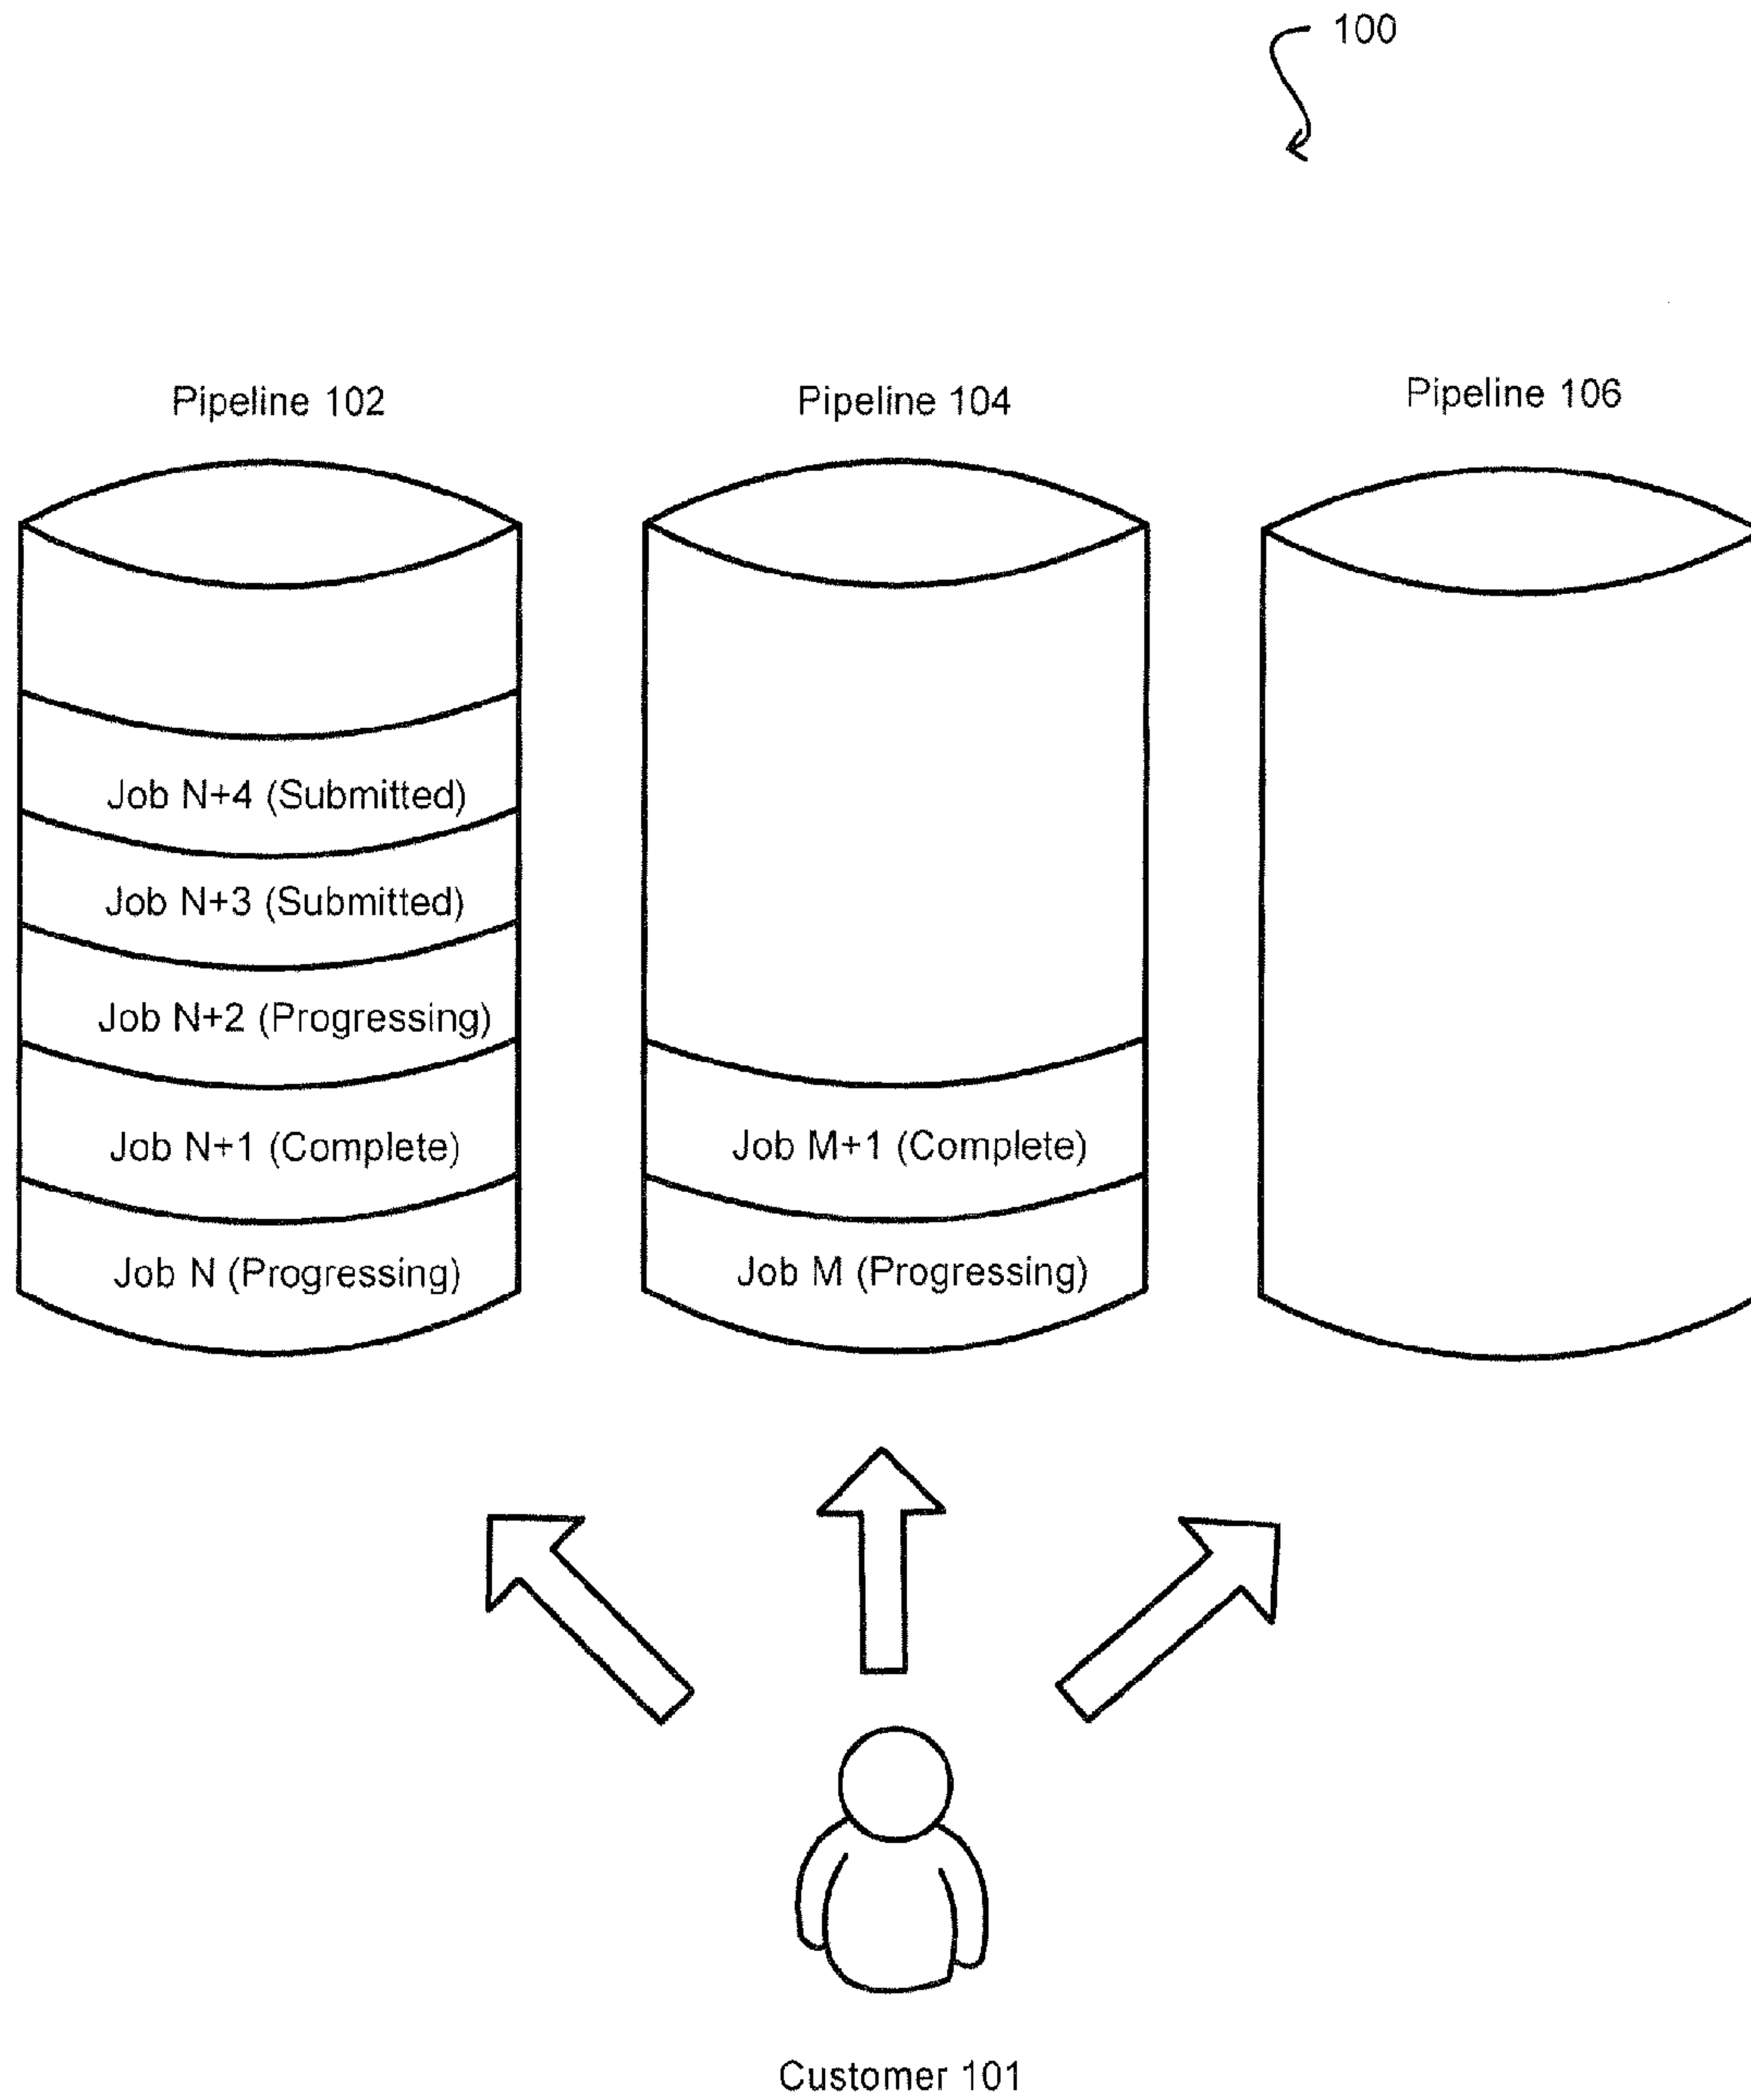 100
Pipeline 102
Pipeline 104
Pipeline 106
Job N+4 (Submitted)
Job N+3 (Submitted)
Job N+2 (Progressing)
Job N+1 (Complete)
Job N (Progressing)
Job M+1 (Complete)
Job M (Progressing)
Customer 101